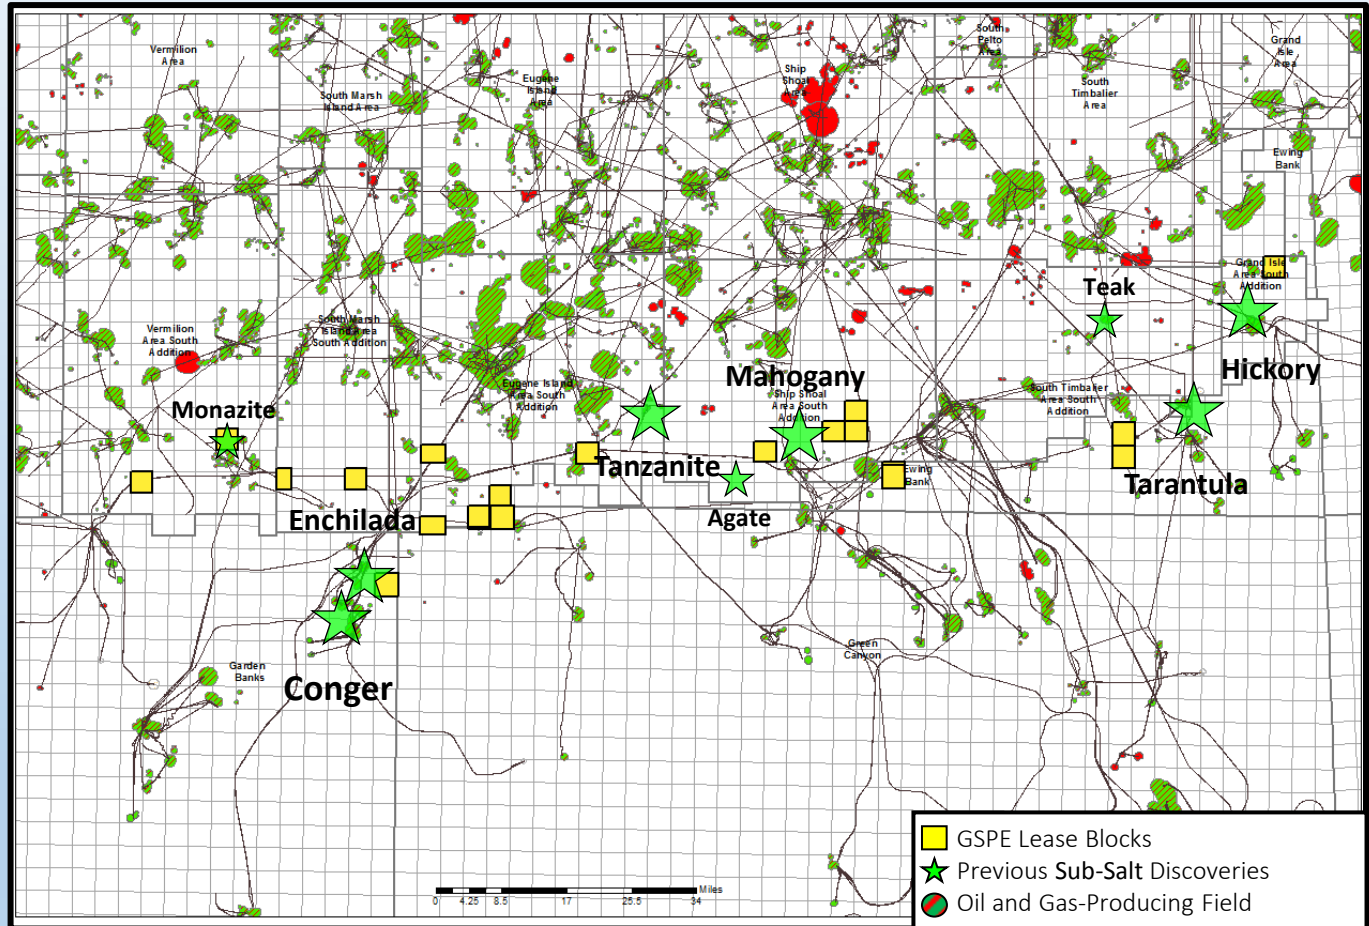 South
Pelto
Area
Grand
Isle
Area
Vermilion
Area
Eugene
Island
Area
Ship
Shoal
Area
South
Timbalier
Area
South Marsh
Island Area
Ewing
Bank
Grand Isle
Area South
Addition
Teak
Hickory
Vermilion
Area South
Addition
South Marsh
Island Area
South Addition
Eugene Island
Area South
Addition
Mahogany
Ship Shoal
Area South
Addition
South Timbalier
Area South
Addition
Monazite
Tanzanite
Ewing
Bank
Tarantula
Enchilada
Agate
Garden
Banks
Green
Canyon
Conger
GSPE Lease Blocks
Previous Sub-Salt Discoveries
Oil and Gas-Producing Field
Miles
0 4.25 8.5 17 25.5 34